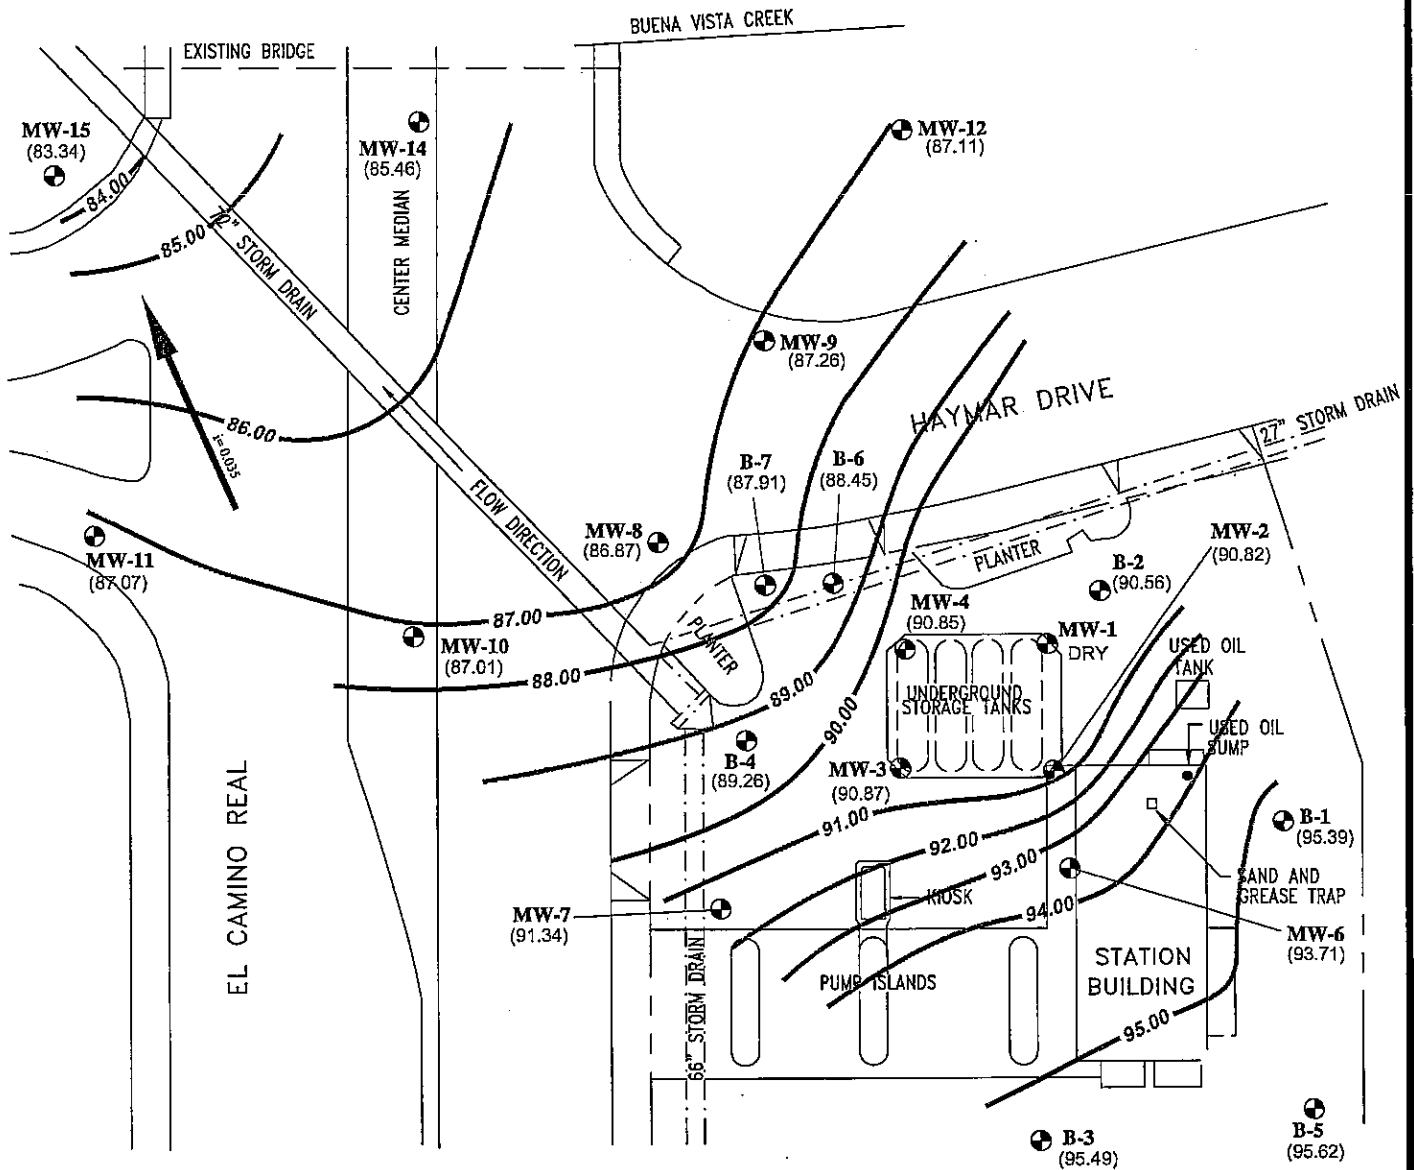 BUENA VISTA CREEK
EXISTING BRIDGE
MW-15
(83.34)
MW-14
(85.46)
MW-12
(87.11)
84.00
85.00
72" STORM DRAIN
CENTER MEDIAN
MW-9
(87.26)
HAYMAR DRIVE
27" STORM DRAIN
86.00
i=0.035
B-7
(87.91)
B-6
(88.45)
FLOW DIRECTION
MW-8
(86.87)
MW-2
(90.82)
PLANTER
B-2
(90.56)
MW-11
(87.07)
87.00
MW-4
(90.85)
MW-1
DRY
MW-10
(87.01)
PLANTER
USED OIL
TANK
88.00
89.00
90.00
UNDERGROUND
STORAGE TANKS
USED OIL
SUMP
B-4
(89.26)
MW-3
(90.87)
91.00
92.00
93.00
94.00
B-1
(95.39)
KIOSK
SAND AND
GREASE TRAP
MW-7
(91.34)
MW-6
(93.71)
EL CAMINO REAL
66" STORM DRAIN
PUMP ISLANDS
STATION
BUILDING
95.00
B-3
(95.49)
B-5
(95.62)